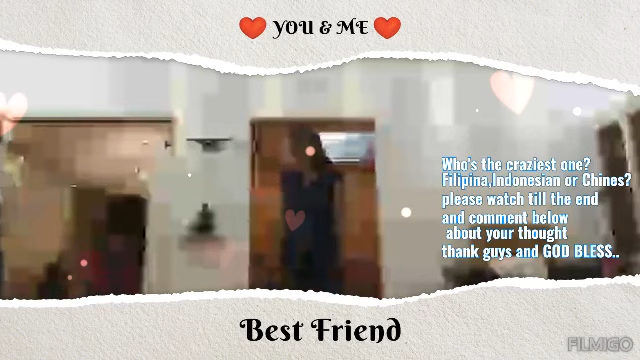 YOU & ME
Who's the craziest one?
Filipina,Indonesian or Chines?
please watch till the end
and comment below
about your thought
thank guys and GOD BLESS..
Best Friend
FILMIGO